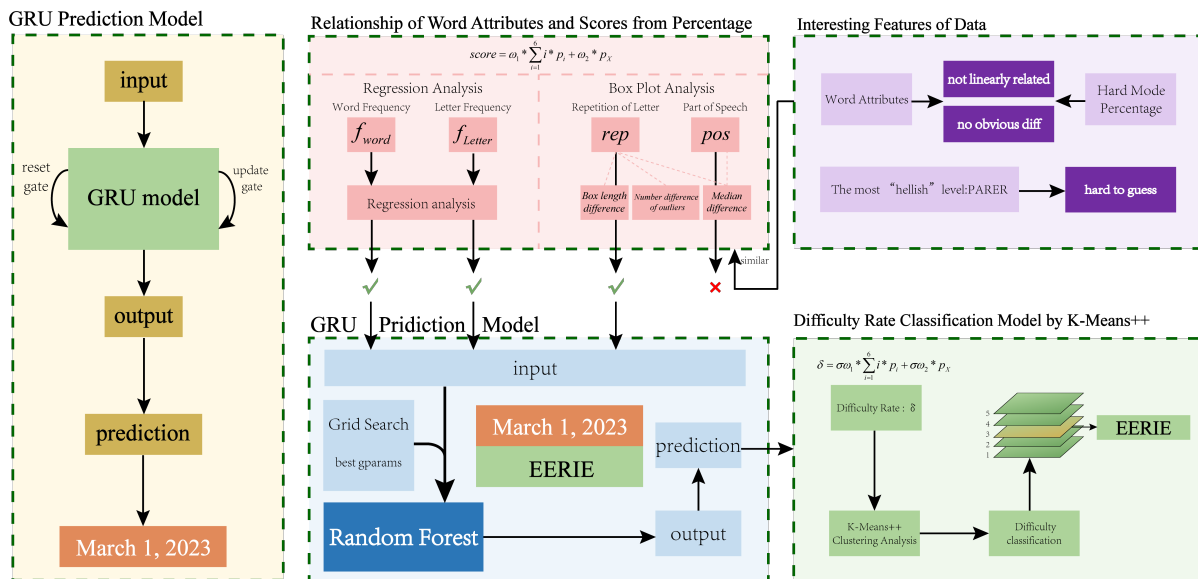 GRU Prediction Model
input
reset
gate
update
gate
GRU model
output
prediction
March 1, 2023
Relationship of Word Attributes and Scores from Percentage
score = ω₁ * ∑⁶ᵢ₌₁ i * pᵢ + ω₂ * pₓ
Regression Analysis
Word Frequency
Letter Frequency
f word
f Letter
Regression analysis
Box Plot Analysis
Repetition of Letter
Part of Speech
rep
pos
Box length
difference
Number difference
of outliers
Median
difference
similar
Interesting Features of Data
Word Attributes
not linearly related
no obvious diff
Hard Mode
Percentage
The most “hellish” level:PARER
hard to guess
GRU Pridiction Model
input
Grid Search
best gparams
March 1, 2023
EERIE
Random Forest
output
prediction
Difficulty Rate Classification Model by K-Means++
δ = σω₁ * ∑⁶ᵢ₌₁ i * pᵢ + σω₂ * pₓ
Difficulty Rate : δ
K-Means++
Clustering Analysis
Difficulty
classification
5
4
3
2
1
EERIE